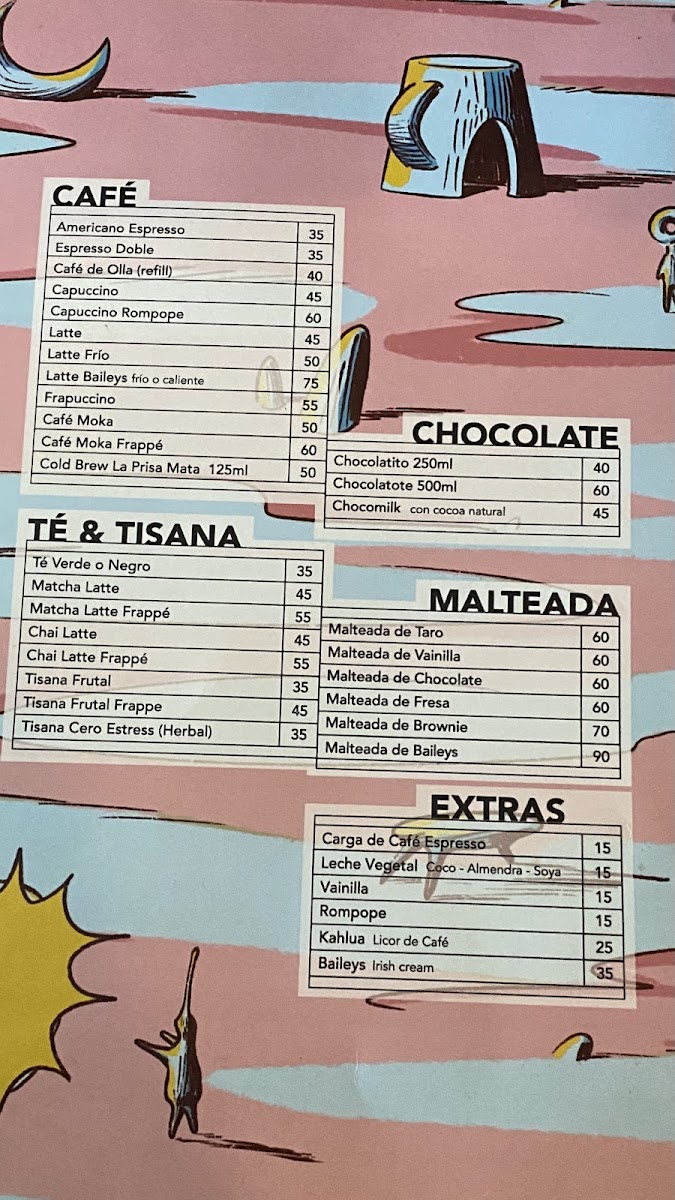 CAFÉ
Americano Espresso 35
Espresso Doble 35
Café de Olla (refill) 40
Capuccino 45
Capuccino Rompope 60
Latte 45
Latte Frío 50
Latte Baileys frío o caliente 75
Frapuccino 55
Café Moka 50
Café Moka Frappé 60
Cold Brew La Prisa Mata 125ml 50
CHOCOLATE
Chocolatito 250ml 40
Chocolatote 500ml 60
Chocomilk con cocoa natural 45
TÉ & TISANA
Té Verde o Negro 35
Matcha Latte 45
Matcha Latte Frappé 55
Chai Latte 45
Chai Latte Frappé 55
Tisana Frutal 35
Tisana Frutal Frappe 45
Tisana Cero Estress (Herbal) 35
MALTEADA
Malteada de Taro 60
Malteada de Vainilla 60
Malteada de Chocolate 60
Malteada de Fresa 60
Malteada de Brownie 70
Malteada de Baileys 90
EXTRAS
Carga de Café Espresso 15
Leche Vegetal Coco - Almendra - Soya 15
Vainilla 15
Rompope 15
Kahlua Licor de Café 25
Baileys Irish cream 35